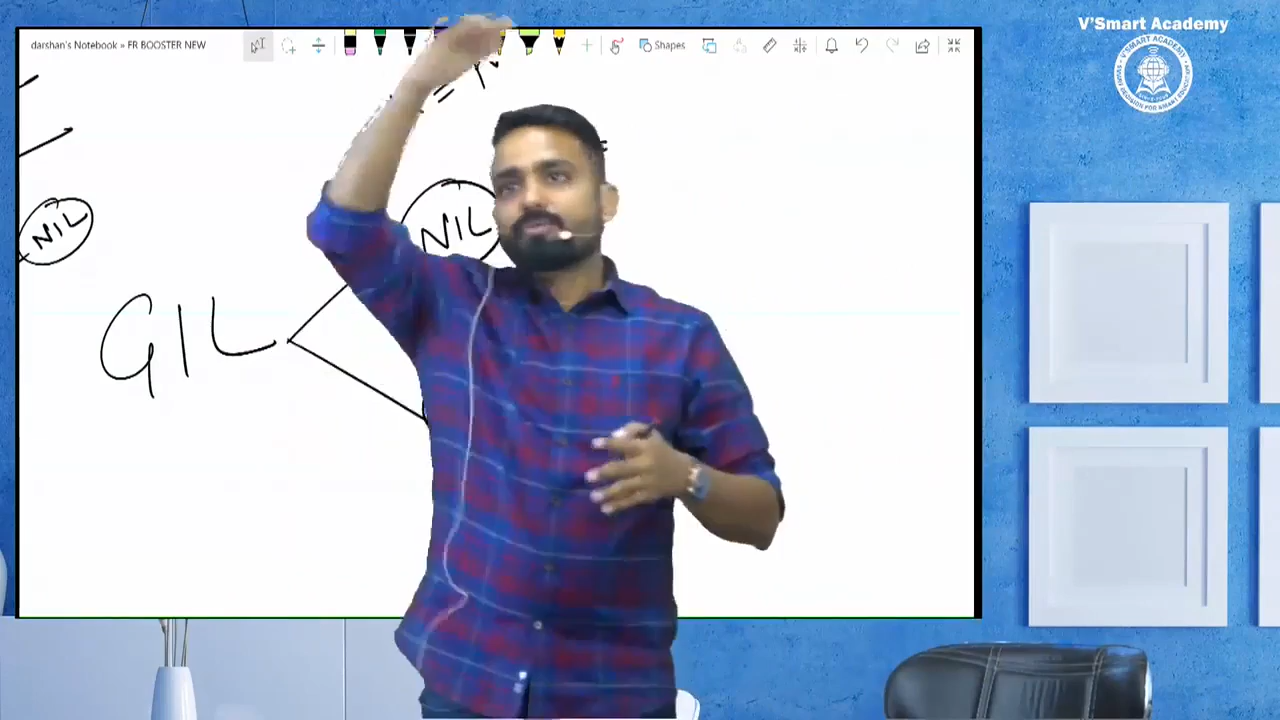 V'Smart Academy
darshan's Notebook » FR BOOSTER NEW
Shapes
=
NIL
NIL
GIL